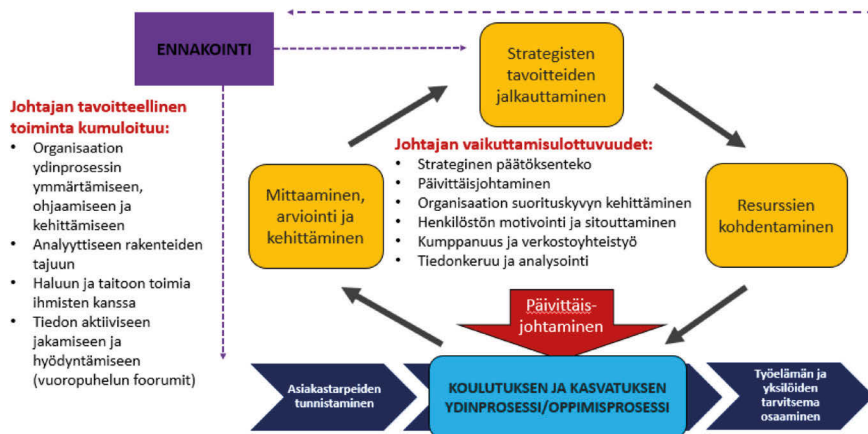 ENNAKOINTI
Strategisten
tavoitteiden
jalkauttaminen
Johtajan tavoitteellinen
toiminta kumuloituu:
• Organisaation
ydinprosessin
ymmärtämiseen,
ohjaamiseen ja
kehittämiseen
• Analyyttiseen rakenteiden
tajuun
• Haluun ja taitoon toimia
ihmisten kanssa
• Tiedon aktiiviseen
jakamiseen ja
hyödyntämiseen
(vuoropuhelun foorumit)
Mittaaminen,
arviointi ja
kehittäminen
Johtajan vaikuttamisulottuvuudet:
• Strateginen päätöksenteko
• Päivittäisjohtaminen
• Organisaation suorituskyvyn kehittäminen
• Henkilöstön motivointi ja sitouttaminen
• Kumppanuus ja verkostoyhteistyö
• Tiedonkeruu ja analysointi
Resurssien
kohdentaminen
Päivittäis-
johtaminen
Asiakastarpeiden
tunnistaminen
KOULUTUKSEN JA KASVATUKSEN
YDINPROSESSI/OPPIMISPROSESSI
Työelämän ja
yksilöiden
tarvitsema
osaaminen